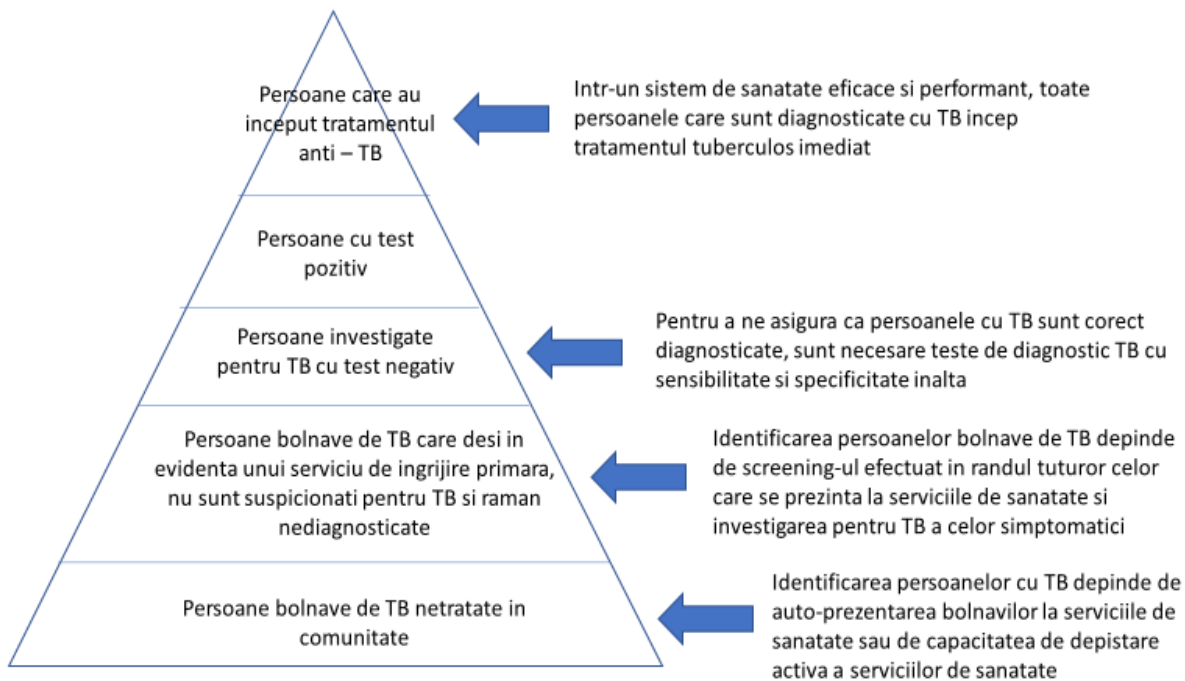 Persoane care au
inceput tratamentul
anti – TB
Intr-un sistem de sanatate eficace si performant, toate
persoanele care sunt diagnosticate cu TB incep
tratamentul tuberculos imediat
Persoane cu test
pozitiv
Persoane investigate
pentru TB cu test negativ
Pentru a ne asigura ca persoanele cu TB sunt corect
diagnosticate, sunt necesare teste de diagnostic TB cu
sensibilitate si specificitate inalta
Persoane bolnave de TB care desi in
evidenta unui serviciu de ingrijire primara,
nu sunt suspicionati pentru TB si raman
nediagnosticate
Identificarea persoanelor bolnave de TB depinde
de screening-ul efectuat in randul tuturor celor
care se prezinta la serviciile de sanatate si
investigarea pentru TB a celor simptomatici
Persoane bolnave de TB netratate in
comunitate
Identificarea persoanelor cu TB depinde de
auto-prezentarea bolnavilor la serviciile de
sanatate sau de capacitatea de depistare
activa a serviciilor de sanatate